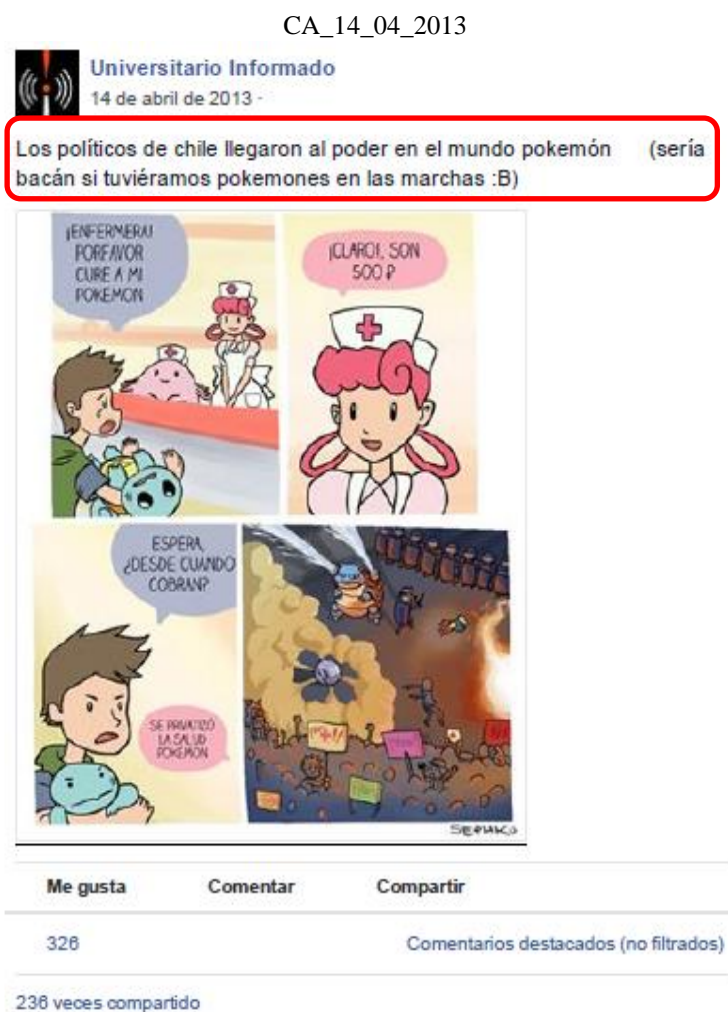 CA_14_04_2013
Universitario Informado
14 de abril de 2013 ·
Los políticos de chile llegaron al poder en el mundo pokemón (sería
bacán si tuviéramos pokemones en las marchas :B)
¡ENFERMERA!
PORFAVOR
CURE A MI
POKEMON
¡CLARO!, SON
500 ₽
ESPERA,
¿DESDE CUANDO
COBRAN?
SE PRIVATIZÓ
LA SALUD
POKEMON
Me gusta Comentar Compartir
326 Comentarios destacados (no filtrados)
236 veces compartido